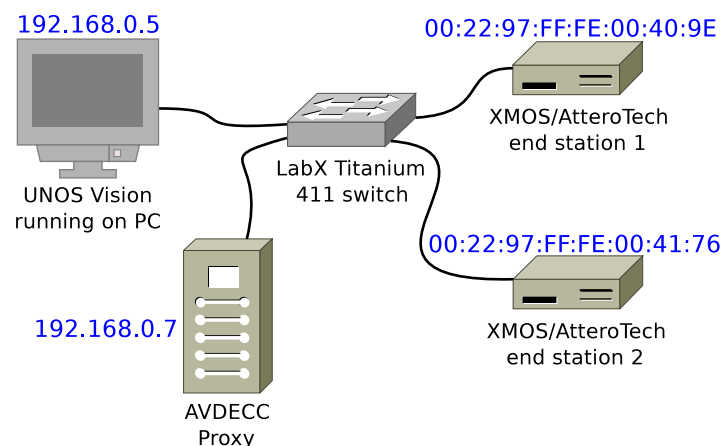 192.168.0.5
00:22:97:FF:FE:00:40:9E
XMOS/AtteroTech
end station 1
LabX Titanium
411 switch
UNOS Vision
running on PC
00:22:97:FF:FE:00:41:76
192.168.0.7
XMOS/AtteroTech
end station 2
AVDECC
Proxy